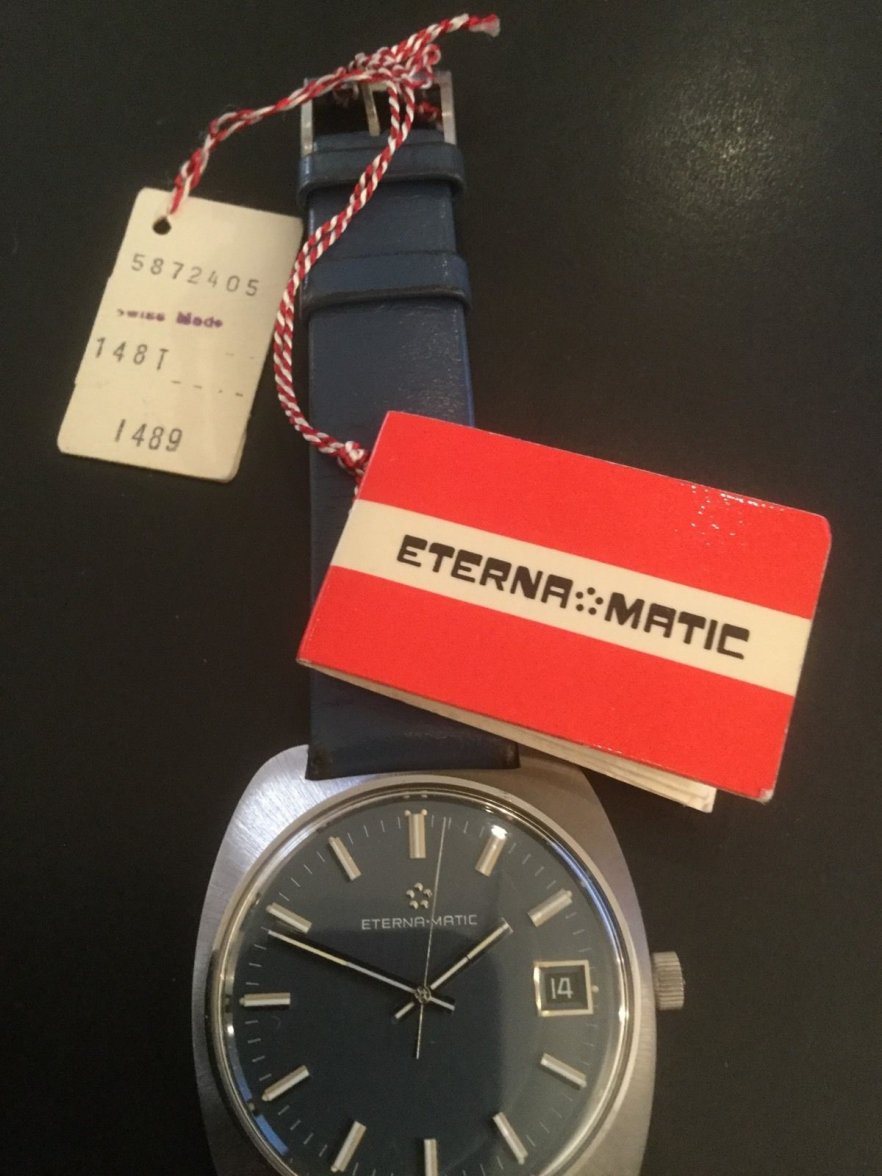 5872405
Swiss Made
148T
1489
ETERNA MATIC
ETERNA·MATIC
14